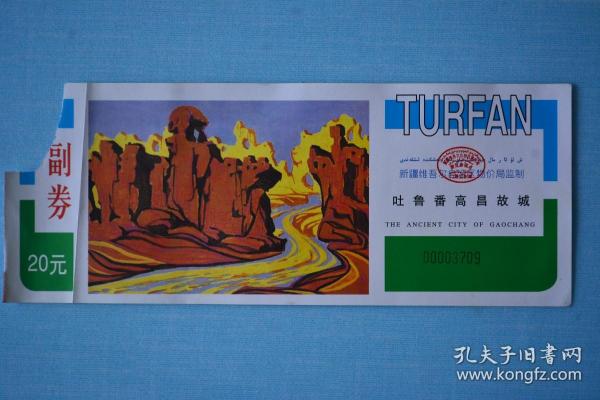 副券
20元
TURFAN
新疆维吾尔自治区物价局监制
吐鲁番高昌故城
THE ANCIENT CITY OF GAOCHANG
00003709
孔夫子旧书网
www.kongfz.com